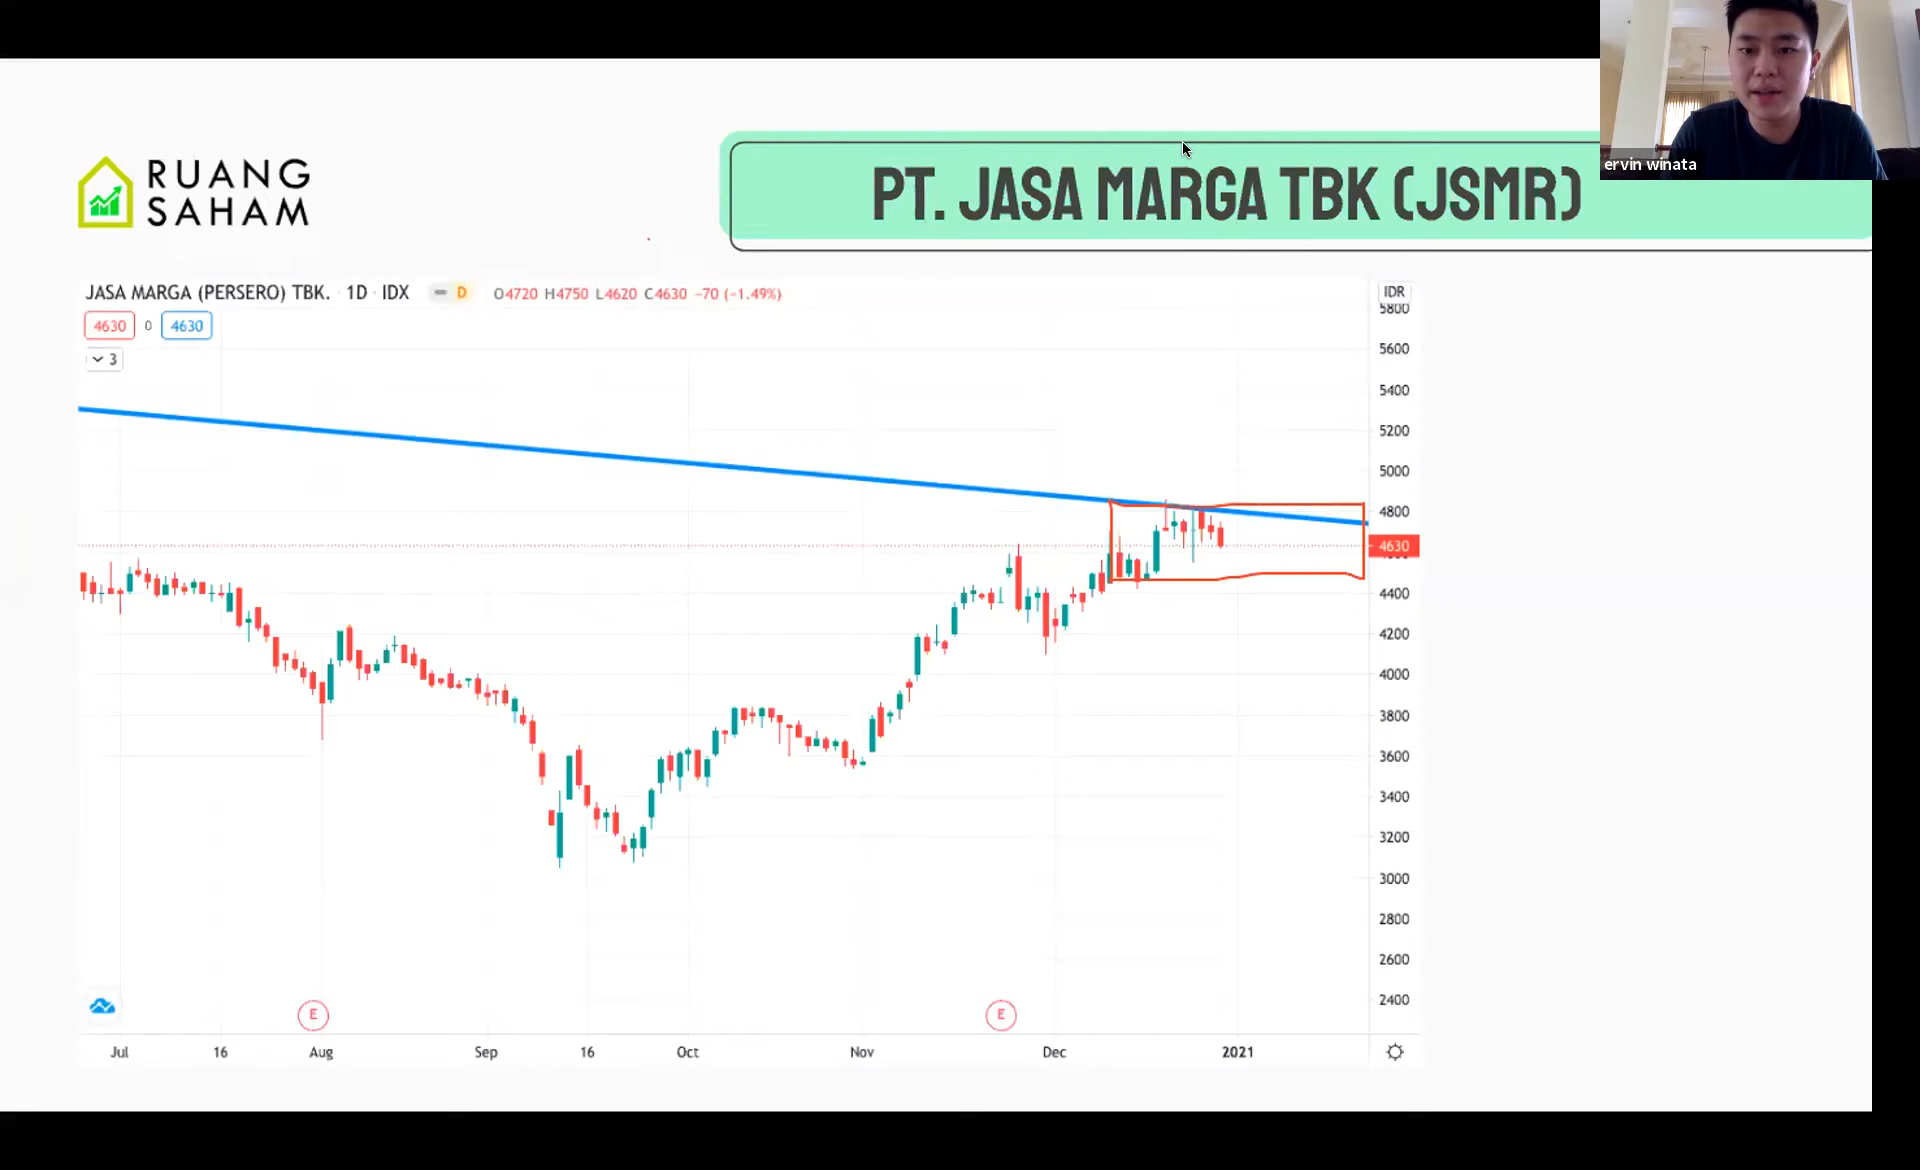 ervin winata
RUANG
SAHAM
PT. JASA MARGA TBK (JSMR)
JASA MARGA (PERSERO) TBK. · 1D · IDX D O4720 H4750 L4620 C4630 −70 (−1.49%)
4630 0 4630
3
IDR
5800
5600
5400
5200
5000
4800
4630
4400
4200
4000
3800
3600
3400
3200
3000
2800
2600
2400
E E
Jul 16 Aug Sep 16 Oct Nov Dec 2021